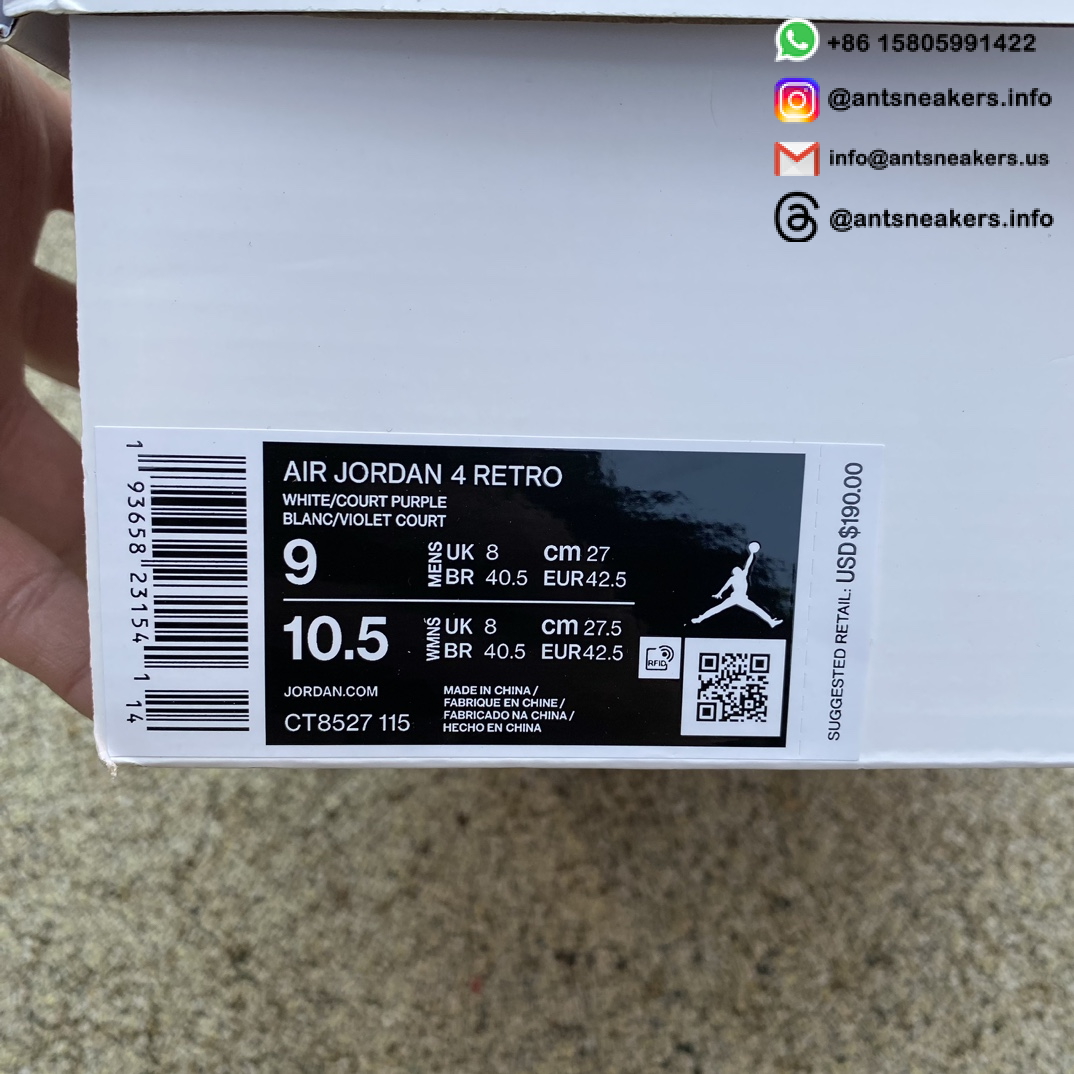 +86 15805991422
@antsneakers.info
info@antsneakers.us
@antsneakers.info
1 93658 23154 1 14
AIR JORDAN 4 RETRO
WHITE/COURT PURPLE
BLANC/VIOLET COURT
9 MENS UK 8 cm 27
BR 40.5 EUR 42.5
10.5 WMNS UK 8 cm 27.5
BR 40.5 EUR 42.5
RFID
JORDAN.COM
CT8527 115
MADE IN CHINA /
FABRIQUE EN CHINE /
FABRICADO NA CHINA /
HECHO EN CHINA
SUGGESTED RETAIL: USD $190.00